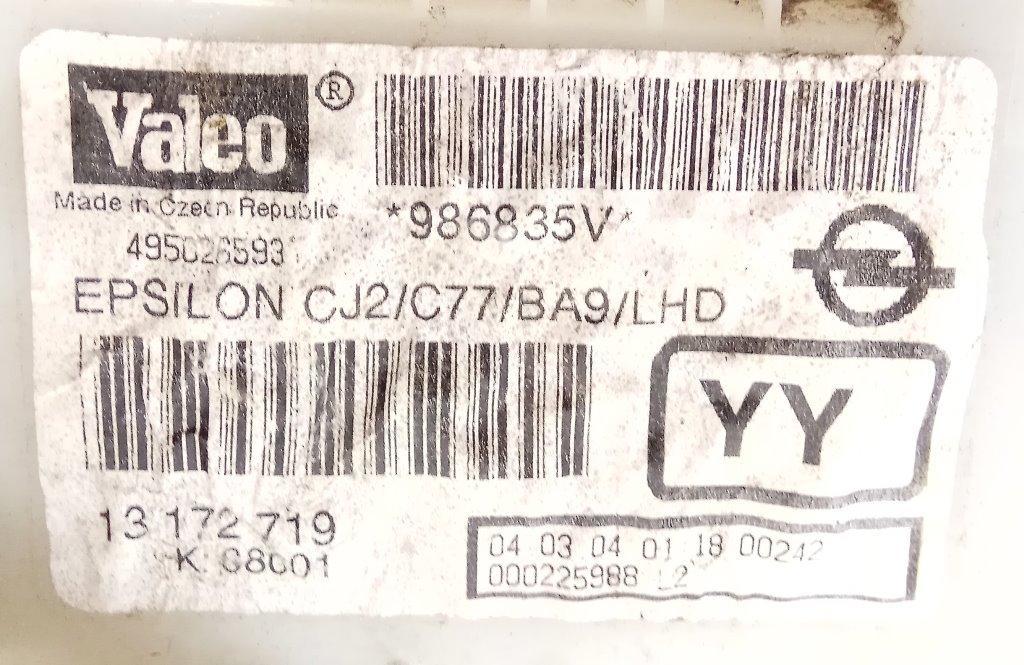 Valeo ®
Made in Czech Republic
*986835V*
EPSILON CJ2/C77/BA9/LHD
YY
13 172 719
04 03 04 01 18 00242
000225988 L2